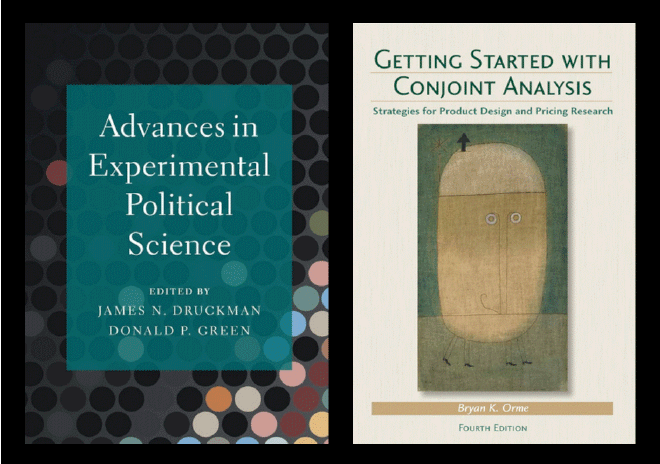 Advances in
Experimental
Political
Science
EDITED BY
JAMES N. DRUCKMAN
DONALD P. GREEN
GETTING STARTED WITH
CONJOINT ANALYSIS
Strategies for Product Design and Pricing Research
Bryan K. Orme
FOURTH EDITION